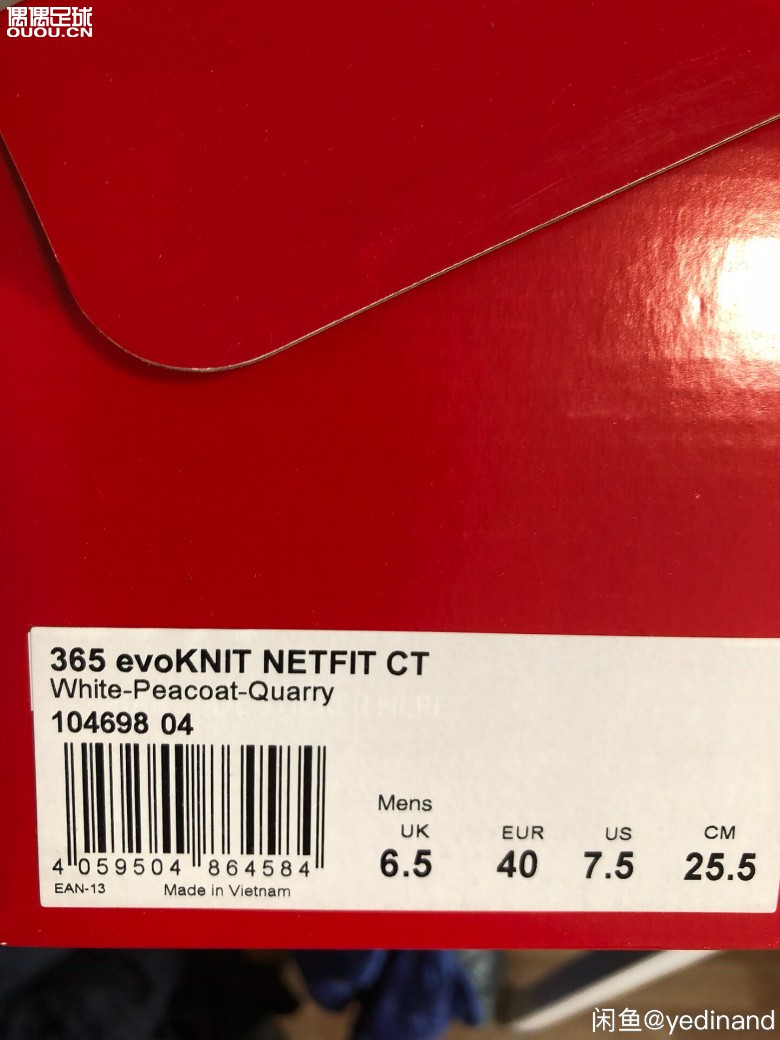 偶偶足球
OUOU.CN
365 evoKNIT NETFIT CT
White-Peacoat-Quarry
104698 04
4 059504 864584
EAN-13
Made in Vietnam
Mens
UK EUR US CM
6.5 40 7.5 25.5
闲鱼@yedinand